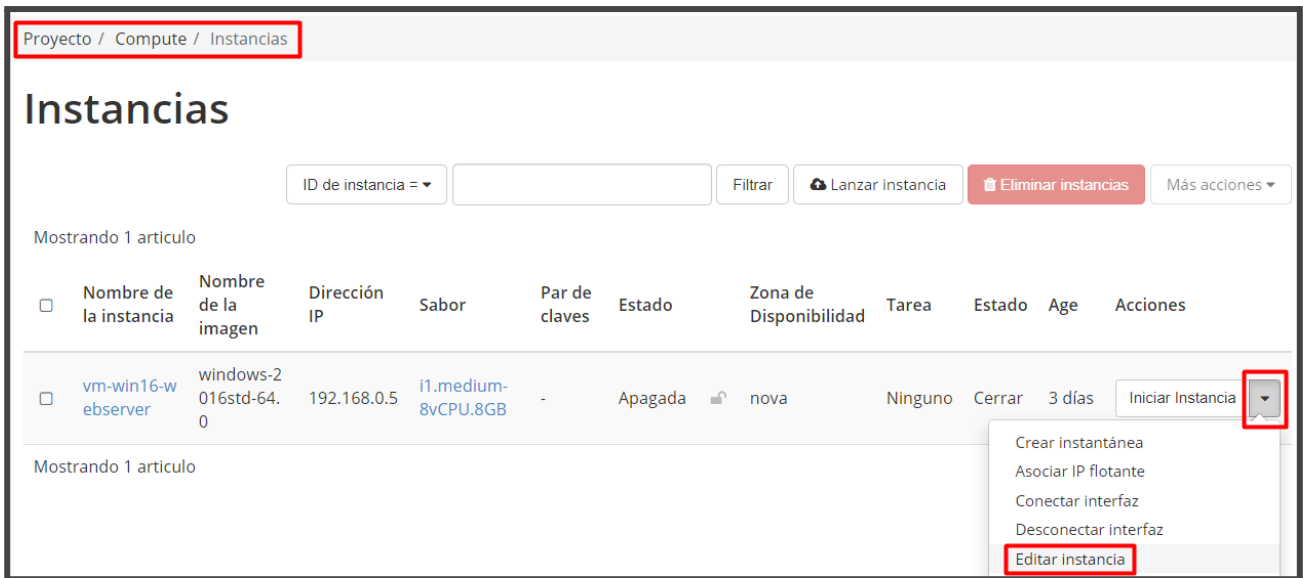 Proyecto / Compute / Instancias
Instancias
ID de instancia = Filtrar Lanzar instancia Eliminar instancias Más acciones
Mostrando 1 articulo
Nombre de la instancia
Nombre de la imagen
Dirección IP
Sabor
Par de claves
Estado
Zona de Disponibilidad
Tarea
Estado
Age
Acciones
vm-win16-w
ebserver
windows-2
016std-64.
0
192.168.0.5
i1.medium-
8vCPU.8GB
-
Apagada
nova
Ninguno
Cerrar
3 días
Iniciar Instancia
Mostrando 1 articulo
Crear instantánea
Asociar IP flotante
Conectar interfaz
Desconectar interfaz
Editar instancia